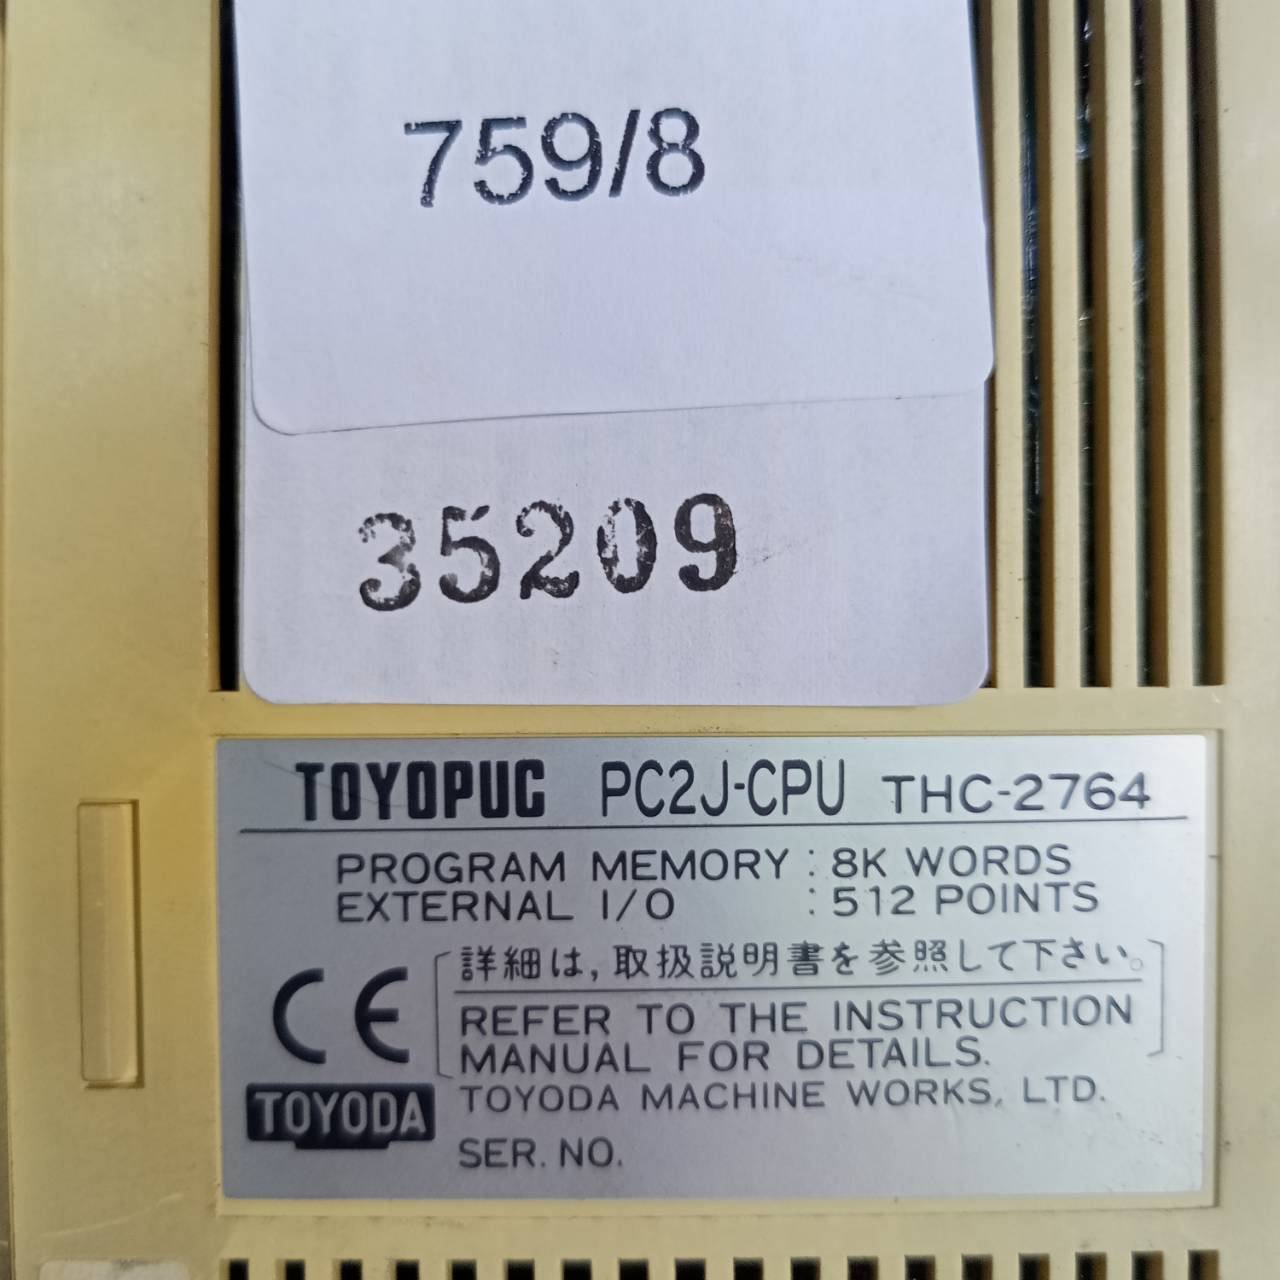 759/8
35209
TOYOPUC PC2J-CPU THC-2764
PROGRAM MEMORY : 8K WORDS
EXTERNAL I/O : 512 POINTS
詳細は,取扱説明書を参照して下さい。
CE
REFER TO THE INSTRUCTION
MANUAL FOR DETAILS.
TOYODA
TOYODA MACHINE WORKS, LTD.
SER. NO.